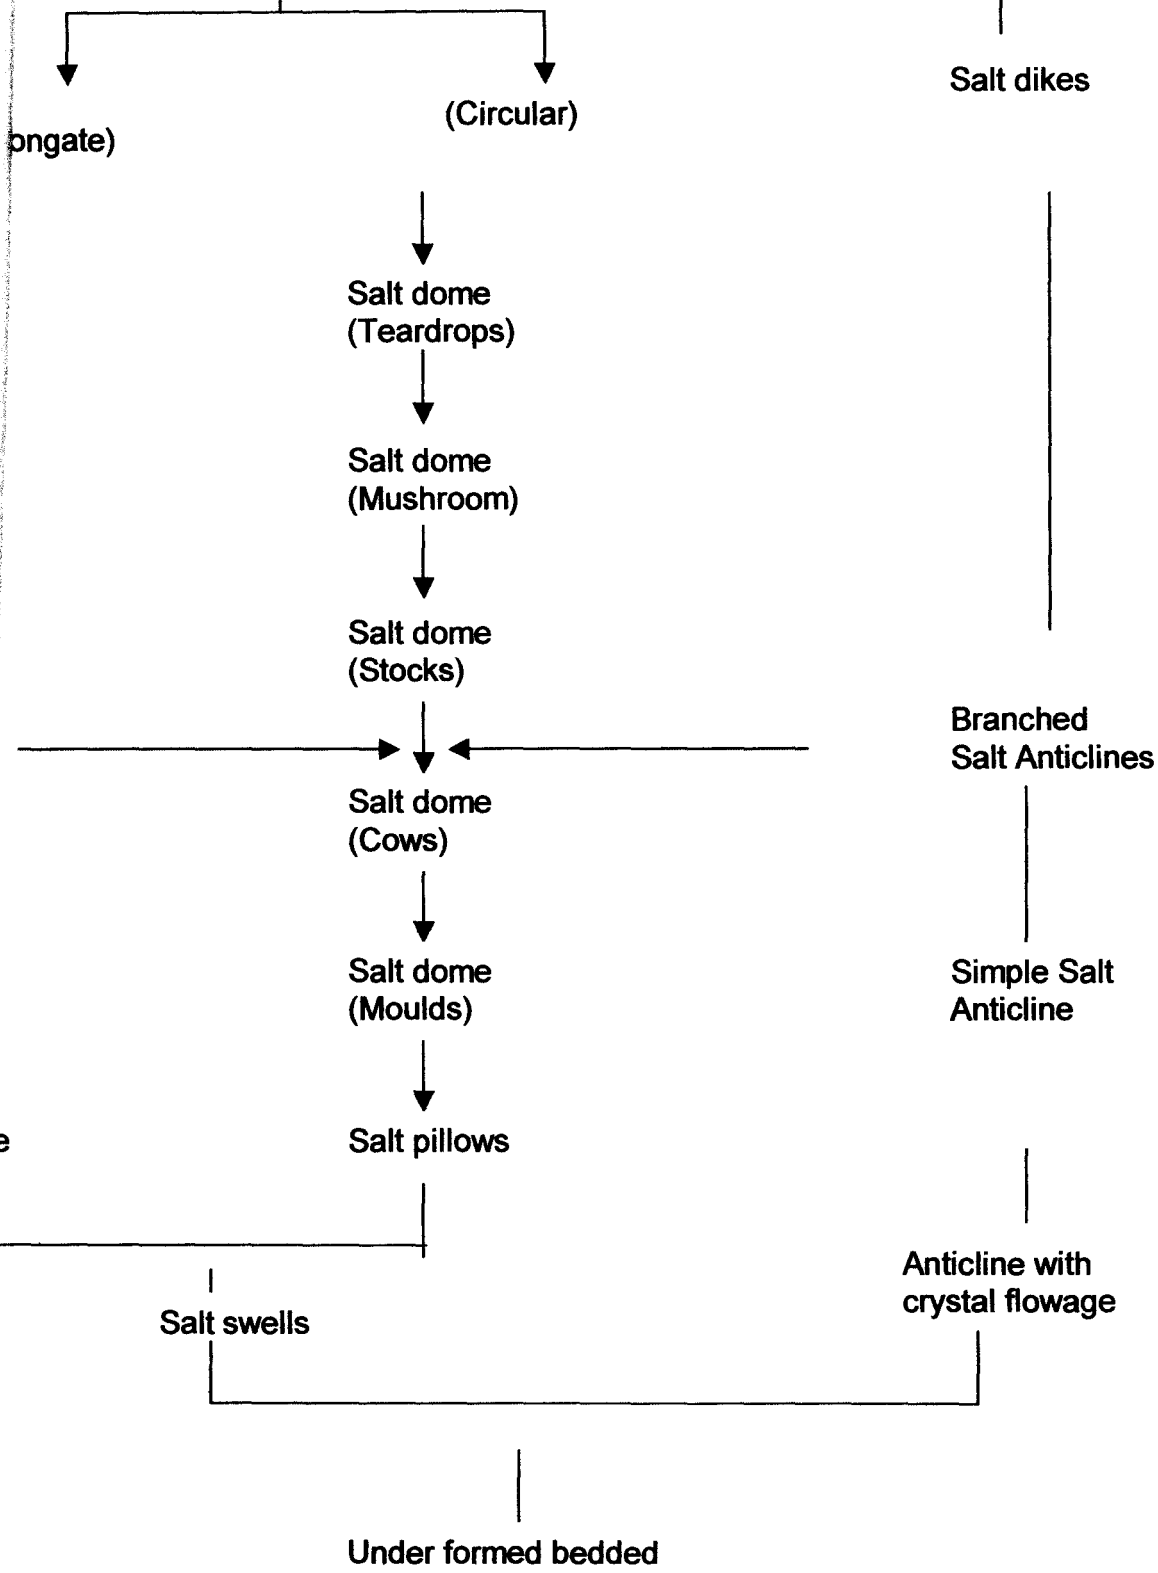 Salt dikes
(Circular)
ongate)
Salt dome
(Teardrops)
Salt dome
(Mushroom)
Salt dome
(Stocks)
Branched
Salt Anticlines
Salt dome
(Cows)
Salt dome
(Moulds)
Simple Salt
Anticline
e
Salt pillows
Anticline with
crystal flowage
Salt swells
Under formed bedded